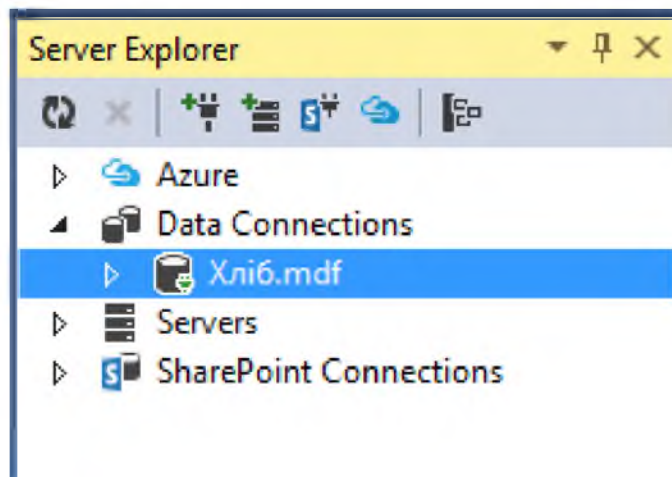 Server Explorer
Azure
Data Connections
Хліб.mdf
Servers
SharePoint Connections